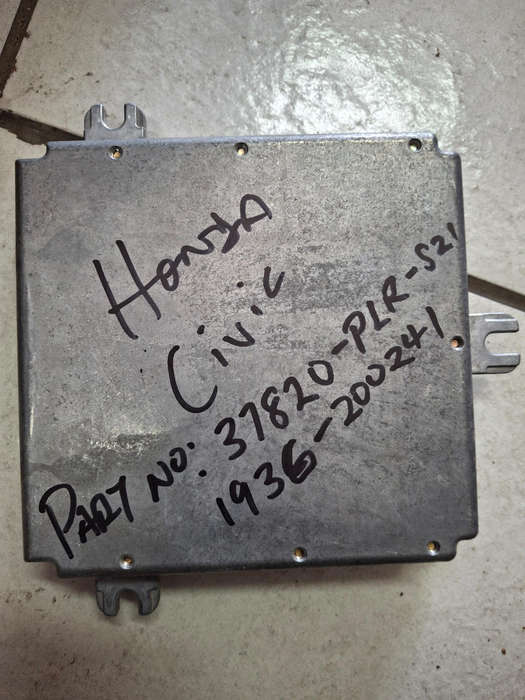 HONDA
Civic
PART NO: 37820-PLR-S21
1936-200241